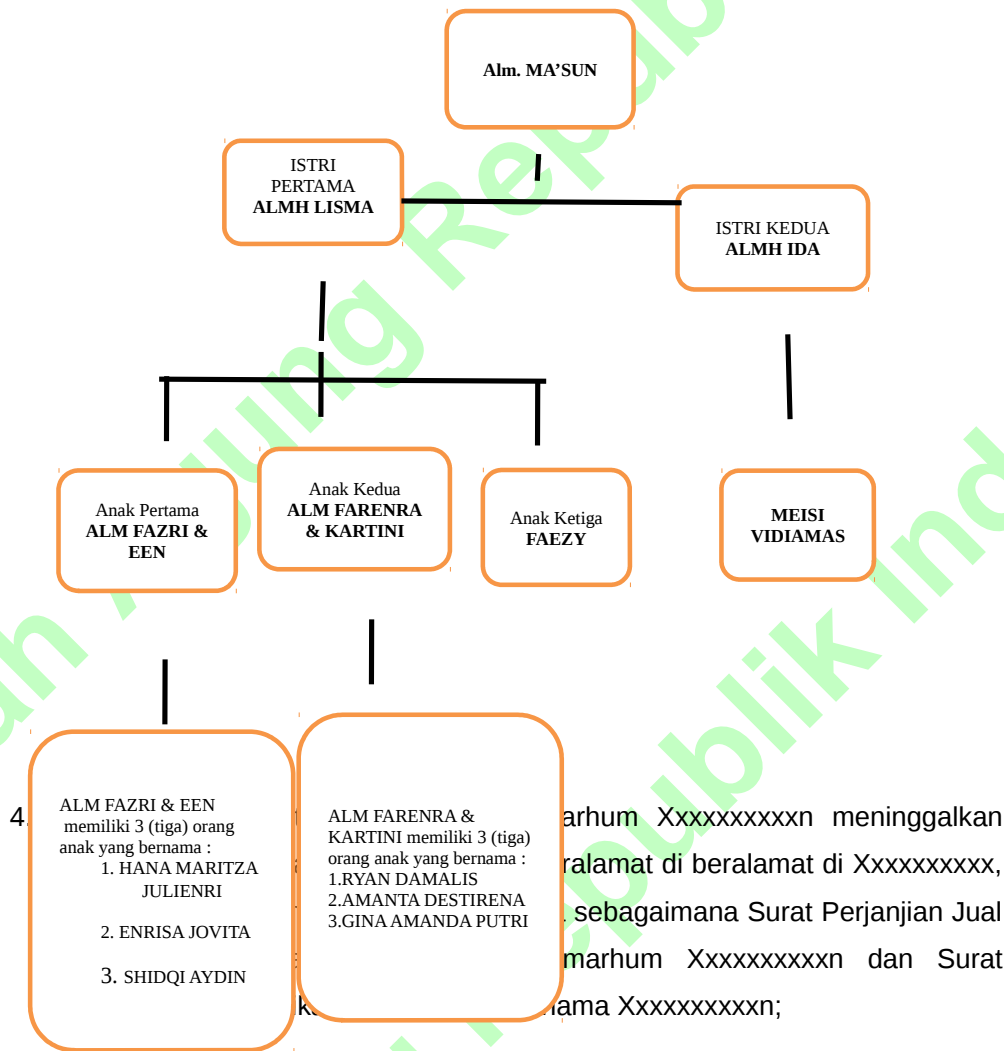 Alm. MA’SUN
ISTRI
PERTAMA
ALMH LISMA
ISTRI KEDUA
ALMH IDA
Anak Pertama
ALM FAZRI &
EEN
Anak Kedua
ALM FARENRA
& KARTINI
Anak Ketiga
FAEZY
MEISI
VIDIAMAS
ALM FAZRI & EEN
memiliki 3 (tiga) orang
anak yang bernama :
1. HANA MARITZA
JULIENRI
2. ENRISA JOVITA
3. SHIDQI AYDIN
ALM FARENRA &
KARTINI memiliki 3 (tiga)
orang anak yang bernama :
1.RYAN DAMALIS
2.AMANTA DESTIRENA
3.GINA AMANDA PUTRI
4. arhum Xxxxxxxxxxn meninggalkan
ralamat di beralamat di Xxxxxxxxxx,
sebagaimana Surat Perjanjian Jual
marhum Xxxxxxxxxxn dan Surat
nama Xxxxxxxxxxn;